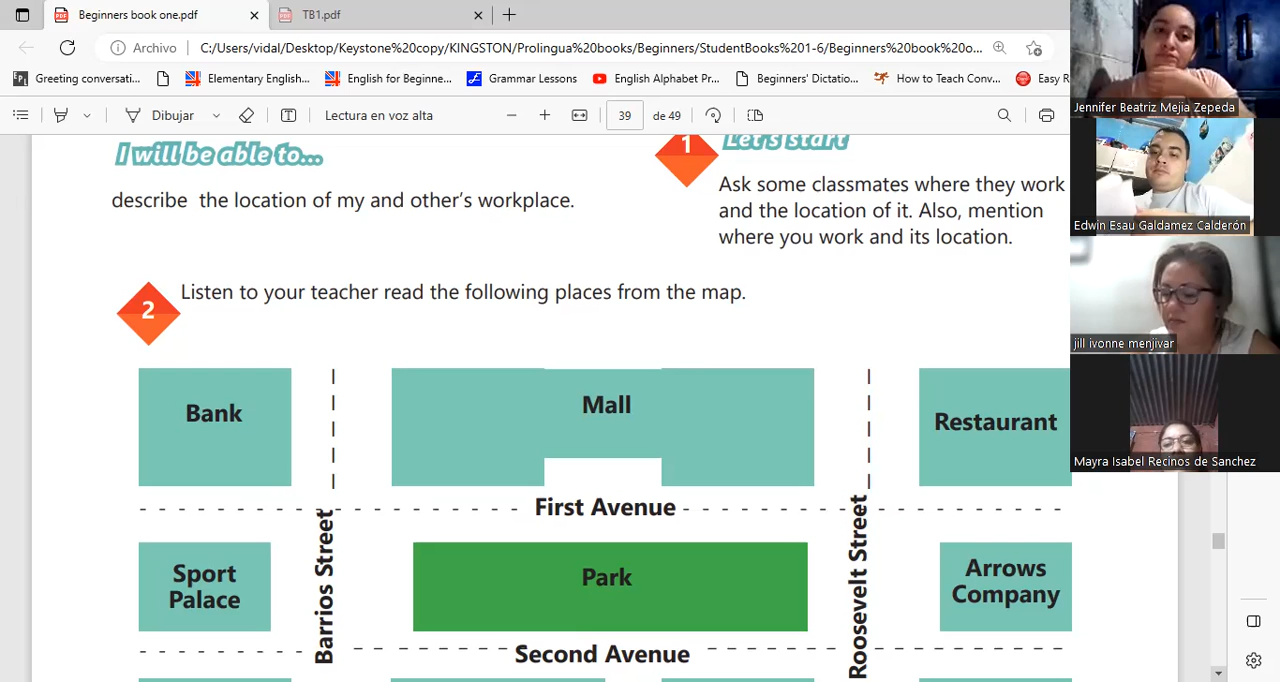 Beginners book one.pdf
TB1.pdf
Archivo
C:/Users/vidal/Desktop/Keystone%20copy/KINGSTON/Prolingua%20books/Beginners/StudentBooks%201-6/Beginners%20book%20o...
Greeting conversati...
Elementary English...
English for Beginne...
Grammar Lessons
English Alphabet Pr...
Beginners' Dictatio...
How to Teach Conv...
Easy R
Dibujar
Lectura en voz alta
39
de 49
I will be able to...
describe the location of my and other's workplace.
1
Let's start
Ask some classmates where they work
and the location of it. Also, mention
where you work and its location.
2
Listen to your teacher read the following places from the map.
Bank
Mall
Restaurant
First Avenue
Barrios Street
Roosevelt Street
Sport
Palace
Park
Arrows
Company
Second Avenue
Jennifer Beatriz Mejia Zepeda
Edwin Esau Galdamez Calderón
jill ivonne menjivar
Mayra Isabel Recinos de Sanchez